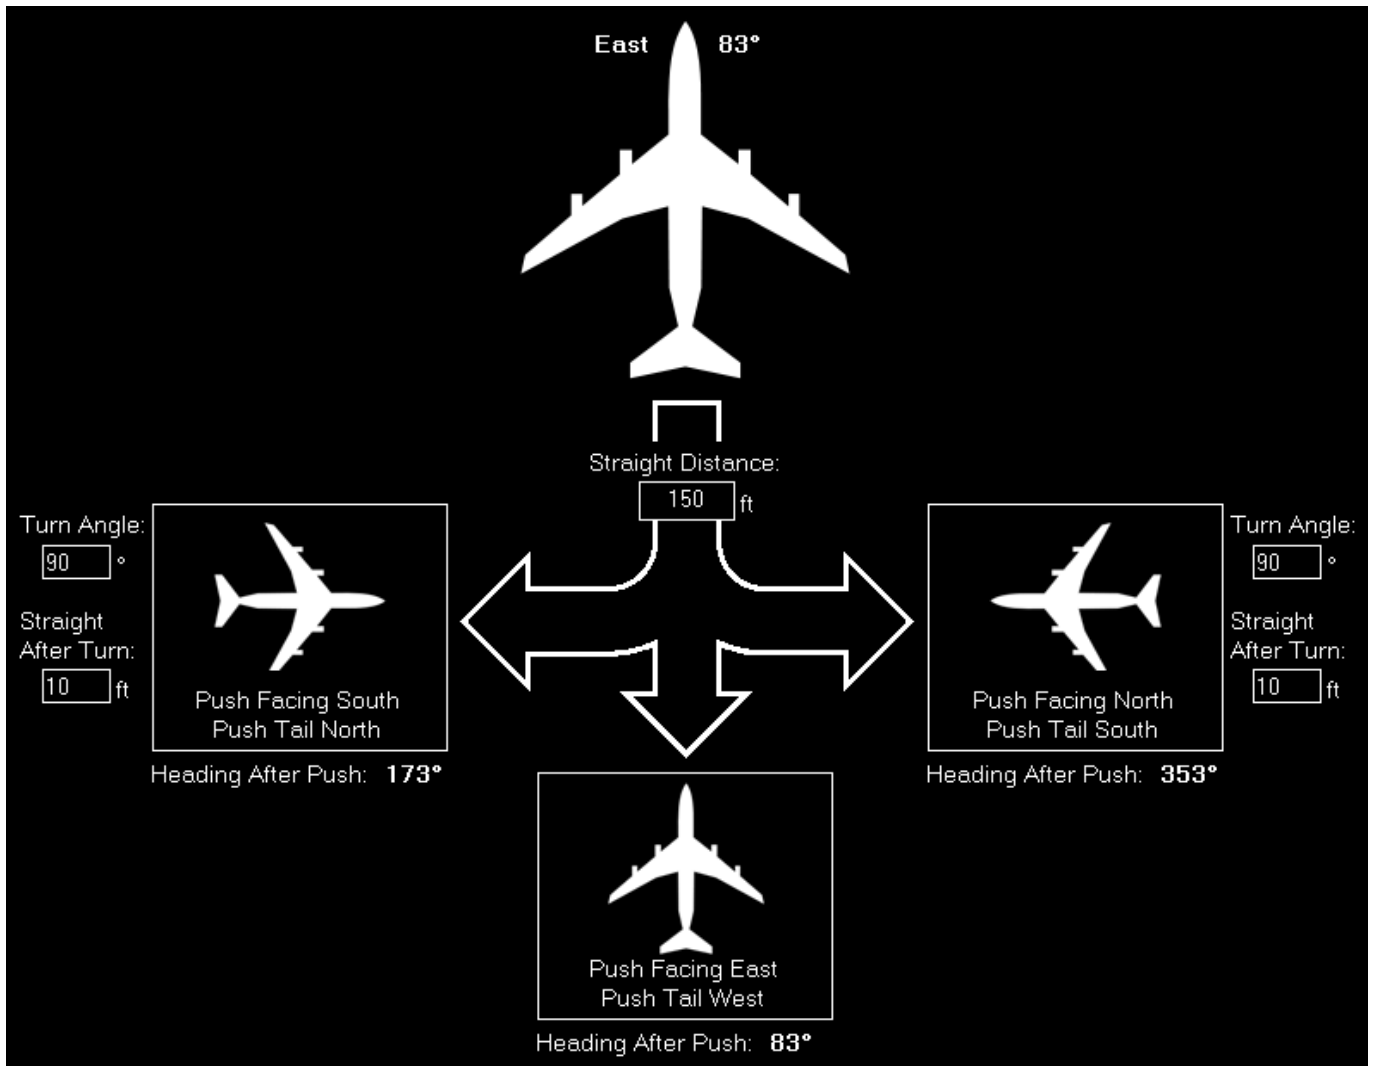 East 83°
Straight Distance:
150 ft
Turn Angle:
90 °
Straight
After Turn:
10 ft
Push Facing South
Push Tail North
Heading After Push: 173°
Push Facing North
Push Tail South
Heading After Push: 353°
Turn Angle:
90 °
Straight
After Turn:
10 ft
Push Facing East
Push Tail West
Heading After Push: 83°